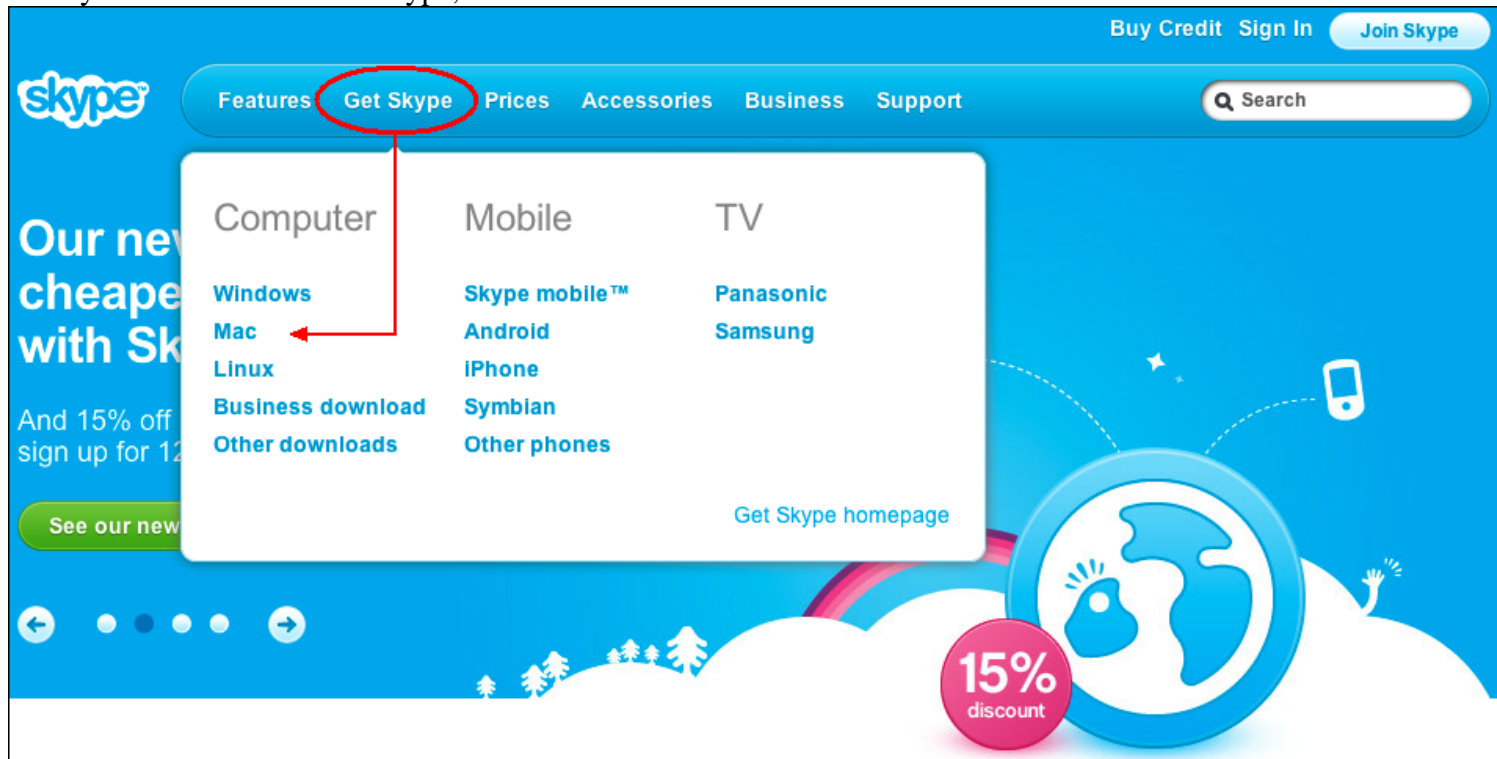 Buy Credit Sign In Join Skype
skype
Features Get Skype Prices Accessories Business Support
Search
Computer Mobile TV
Our new
cheape
with Sk
Windows Skype mobile™ Panasonic
Mac Android Samsung
Linux iPhone
Business download Symbian
Other downloads Other phones
And 15% off
sign up for 12
See our new
Get Skype homepage
15%
discount